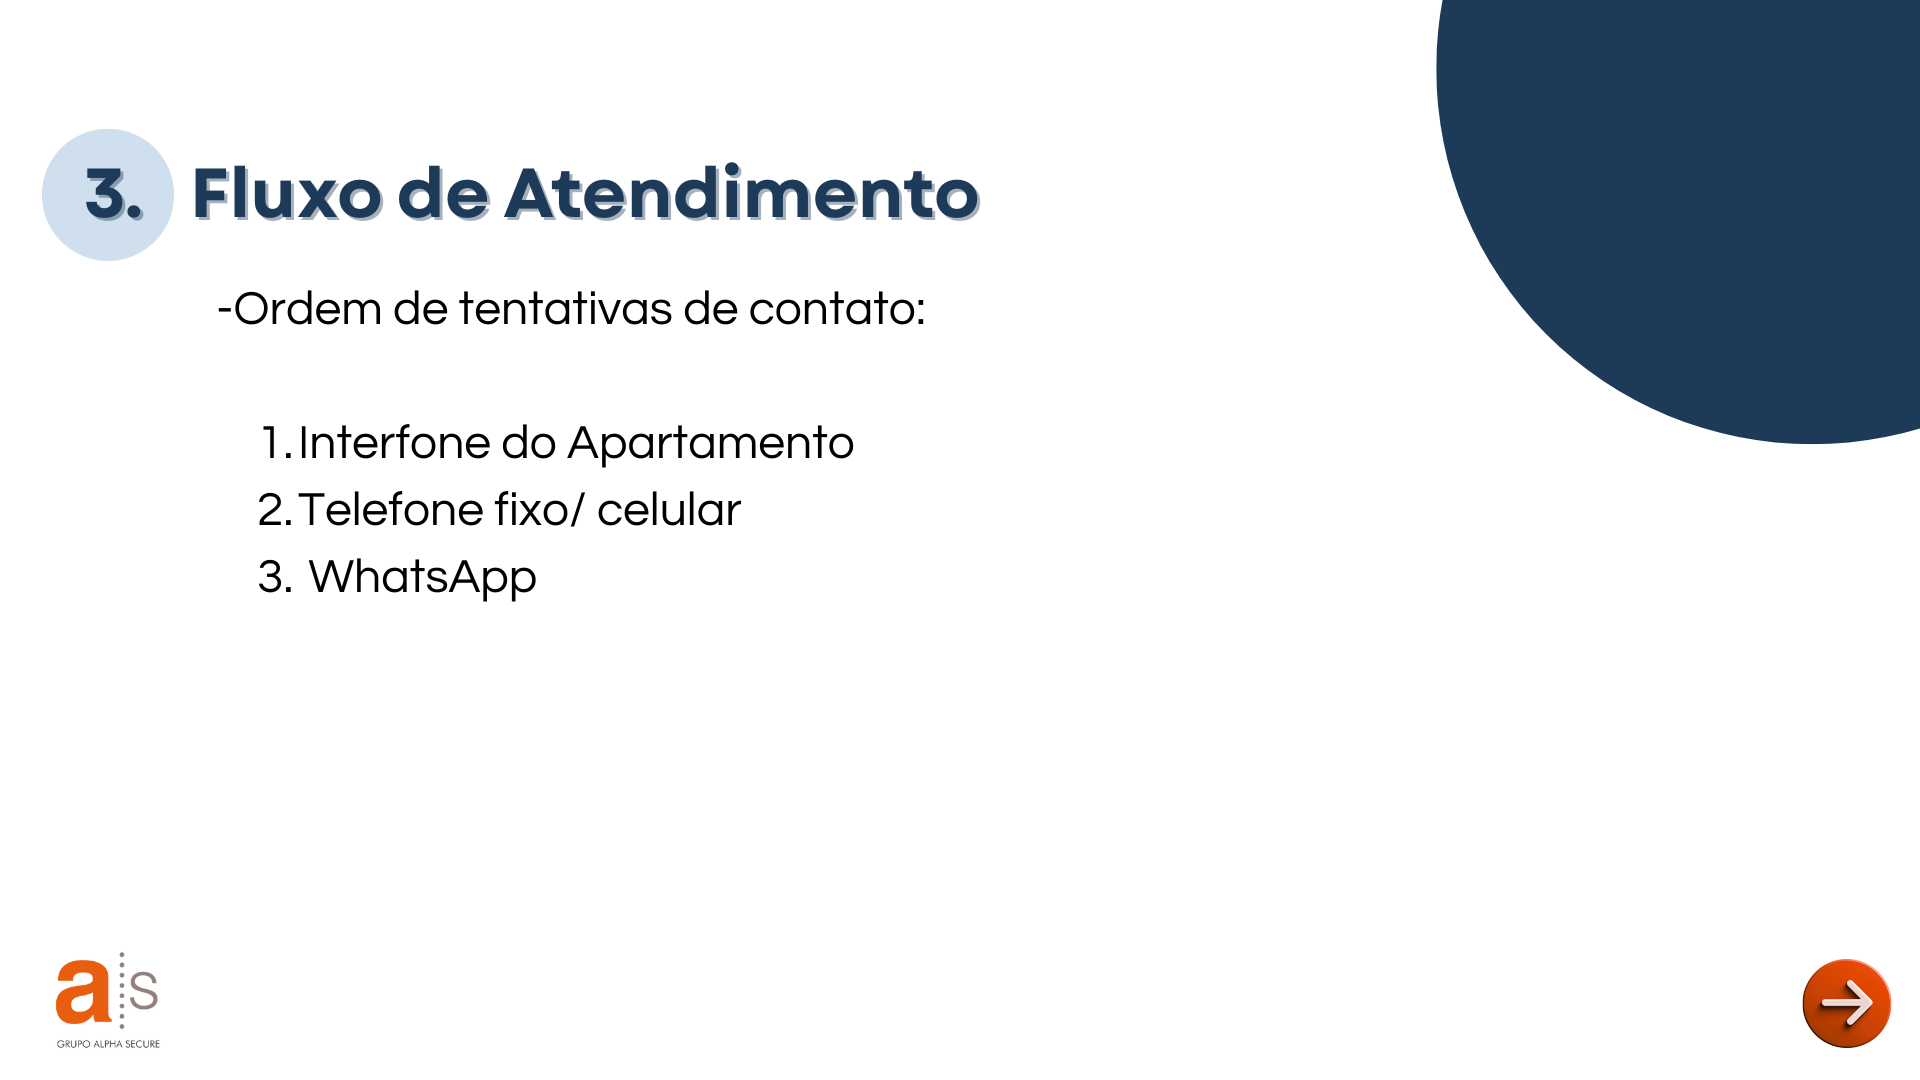 3. Fluxo de Atendimento
-Ordem de tentativas de contato:
1. Interfone do Apartamento
2. Telefone fixo/ celular
3. WhatsApp
a s
GRUPO ALPHA SECURE